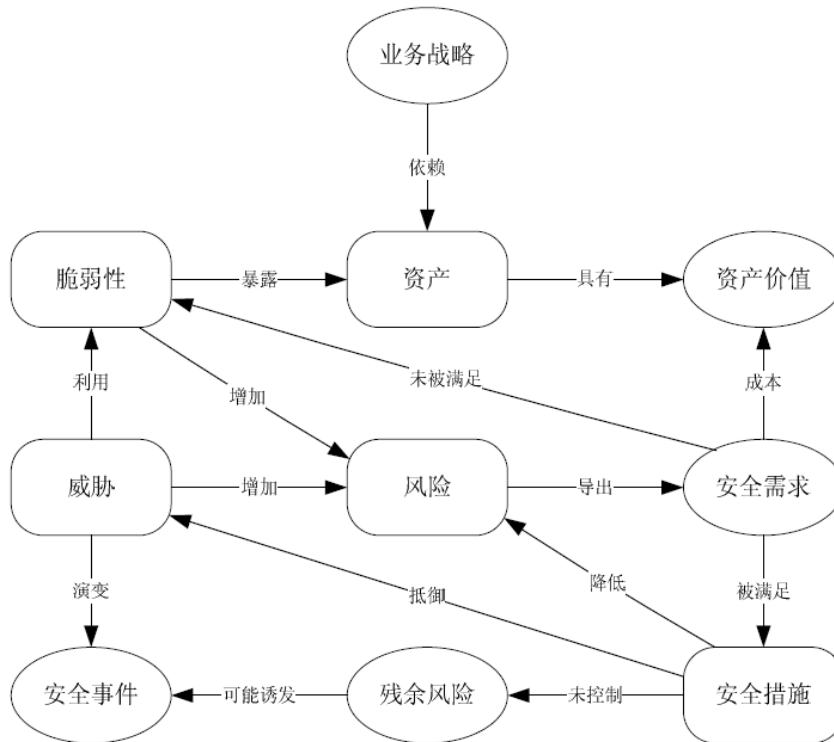 业务战略
依赖
脆弱性
暴露
资产
具有
资产价值
利用
增加
未被满足
成本
威胁
增加
风险
导出
安全需求
演变
抵御
降低
被满足
安全事件
可能诱发
残余风险
未控制
安全措施